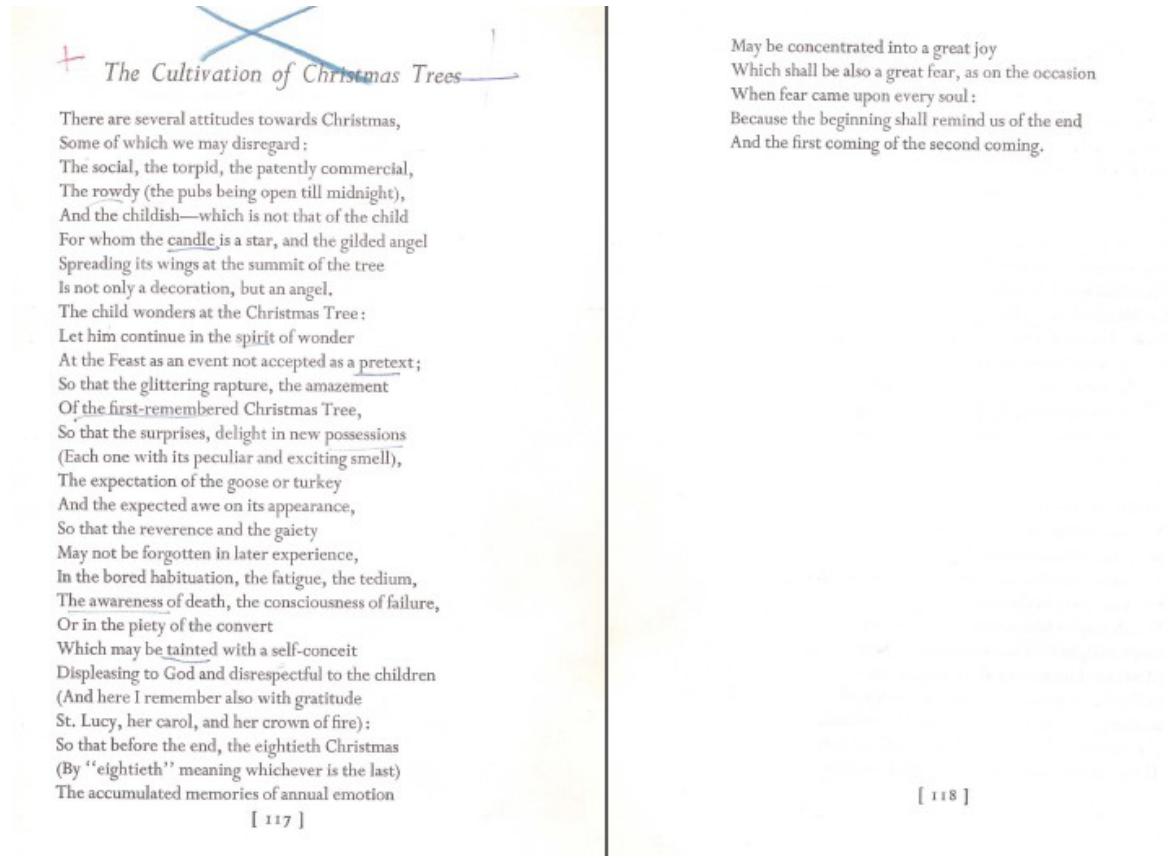 The Cultivation of Christmas Trees
There are several attitudes towards Christmas,
Some of which we may disregard:
The social, the torpid, the patently commercial,
The rowdy (the pubs being open till midnight),
And the childish—which is not that of the child
For whom the candle is a star, and the gilded angel
Spreading its wings at the summit of the tree
Is not only a decoration, but an angel.
The child wonders at the Christmas Tree:
Let him continue in the spirit of wonder
At the Feast as an event not accepted as a pretext;
So that the glittering rapture, the amazement
Of the first-remembered Christmas Tree,
So that the surprises, delight in new possessions
(Each one with its peculiar and exciting smell),
The expectation of the goose or turkey
And the expected awe on its appearance,
So that the reverence and the gaiety
May not be forgotten in later experience,
In the bored habituation, the fatigue, the tedium,
The awareness of death, the consciousness of failure,
Or in the piety of the convert
Which may be tainted with a self-conceit
Displeasing to God and disrespectful to the children
(And here I remember also with gratitude
St. Lucy, her carol, and her crown of fire):
So that before the end, the eightieth Christmas
(By “eightieth” meaning whichever is the last)
The accumulated memories of annual emotion
[ 117 ]
May be concentrated into a great joy
Which shall be also a great fear, as on the occasion
When fear came upon every soul:
Because the beginning shall remind us of the end
And the first coming of the second coming.
[ 118 ]